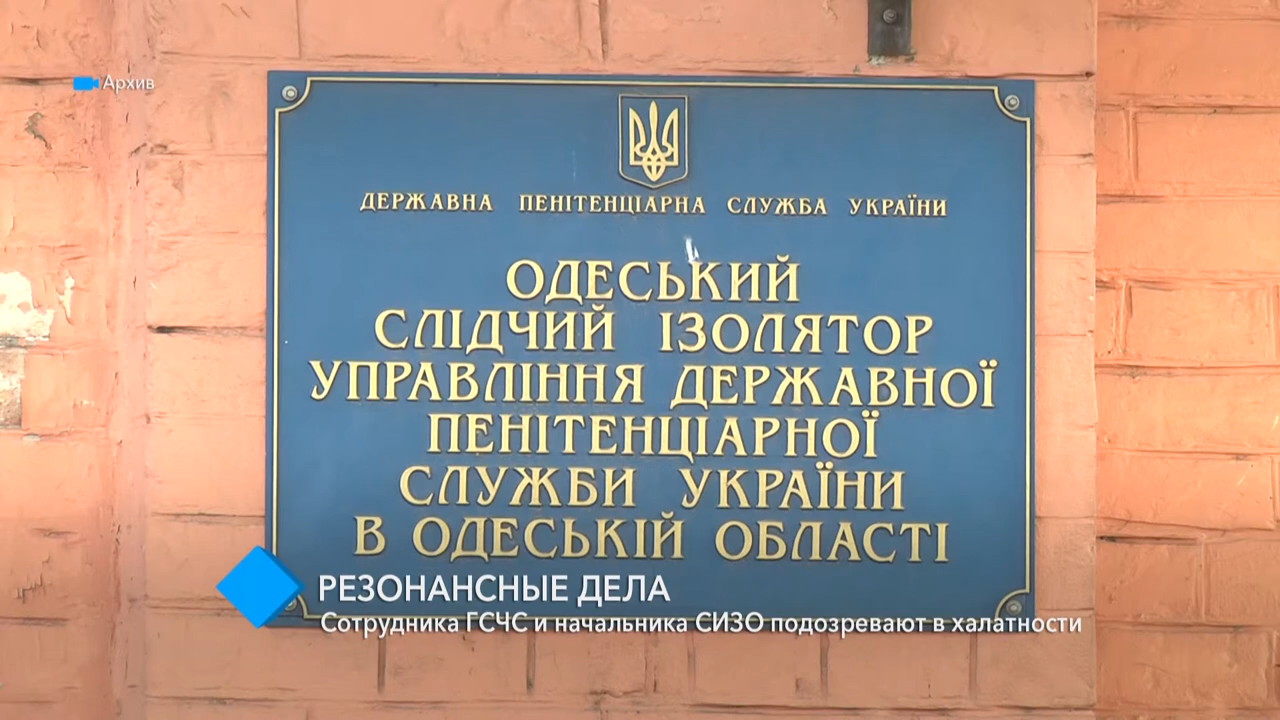 Архив
ДЕРЖАВНА ПЕНІТЕНЦІАРНА СЛУЖБА УКРАЇНИ
ОДЕСЬКИЙ
СЛІДЧИЙ ІЗОЛЯТОР
УПРАВЛІННЯ ДЕРЖАВНОЇ
ПЕНІТЕНЦІАРНОЇ
СЛУЖБИ УКРАЇНИ
В ОДЕСЬКІЙ ОБЛАСТІ
РЕЗОНАНСНЫЕ ДЕЛА
Сотрудника ГСЧС и начальника СИЗО подозревают в халатности